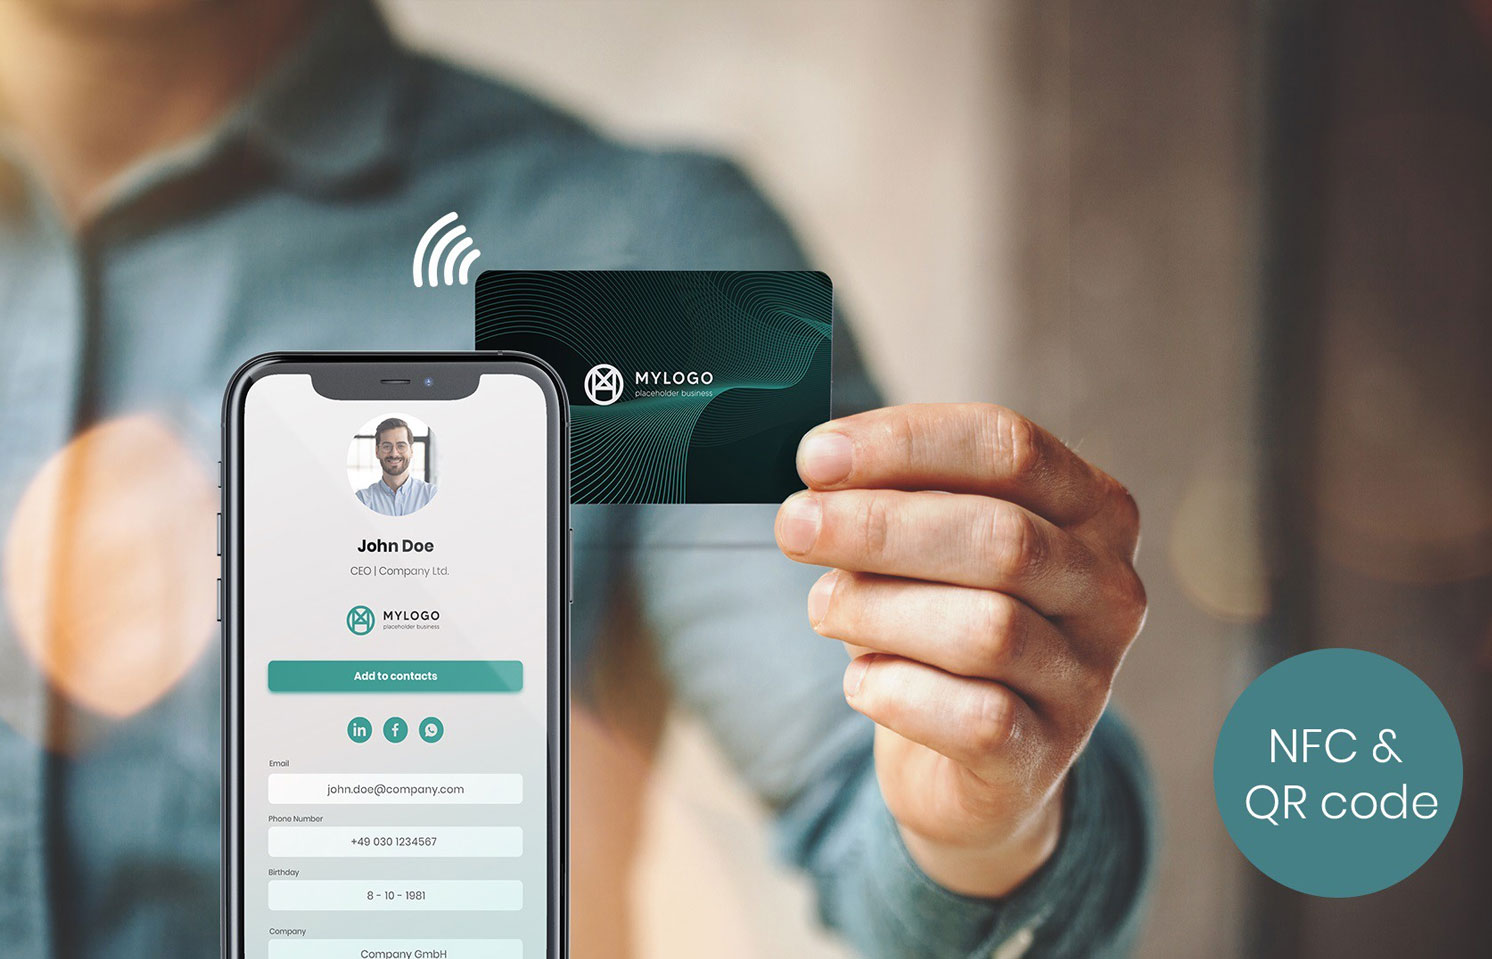 MYLOGO
placeholder business
John Doe
CEO | Company Ltd.
MYLOGO
placeholder business
Add to contacts
in f
Email
john.doe@company.com
Phone Number
+49 030 1234567
Birthday
8 - 10 - 1981
Company
Company GmbH
NFC &
QR code